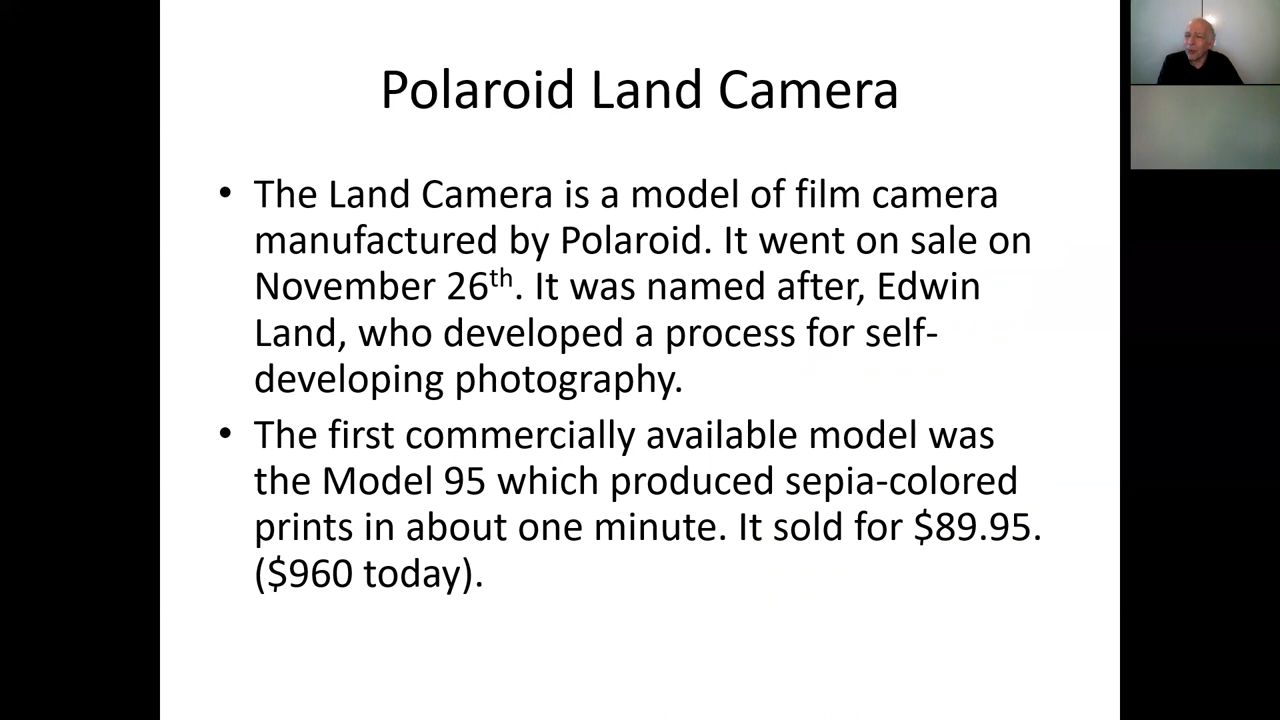 Polaroid Land Camera
• The Land Camera is a model of film camera
manufactured by Polaroid. It went on sale on
November 26th. It was named after, Edwin
Land, who developed a process for self-
developing photography.
• The first commercially available model was
the Model 95 which produced sepia-colored
prints in about one minute. It sold for $89.95.
($960 today).